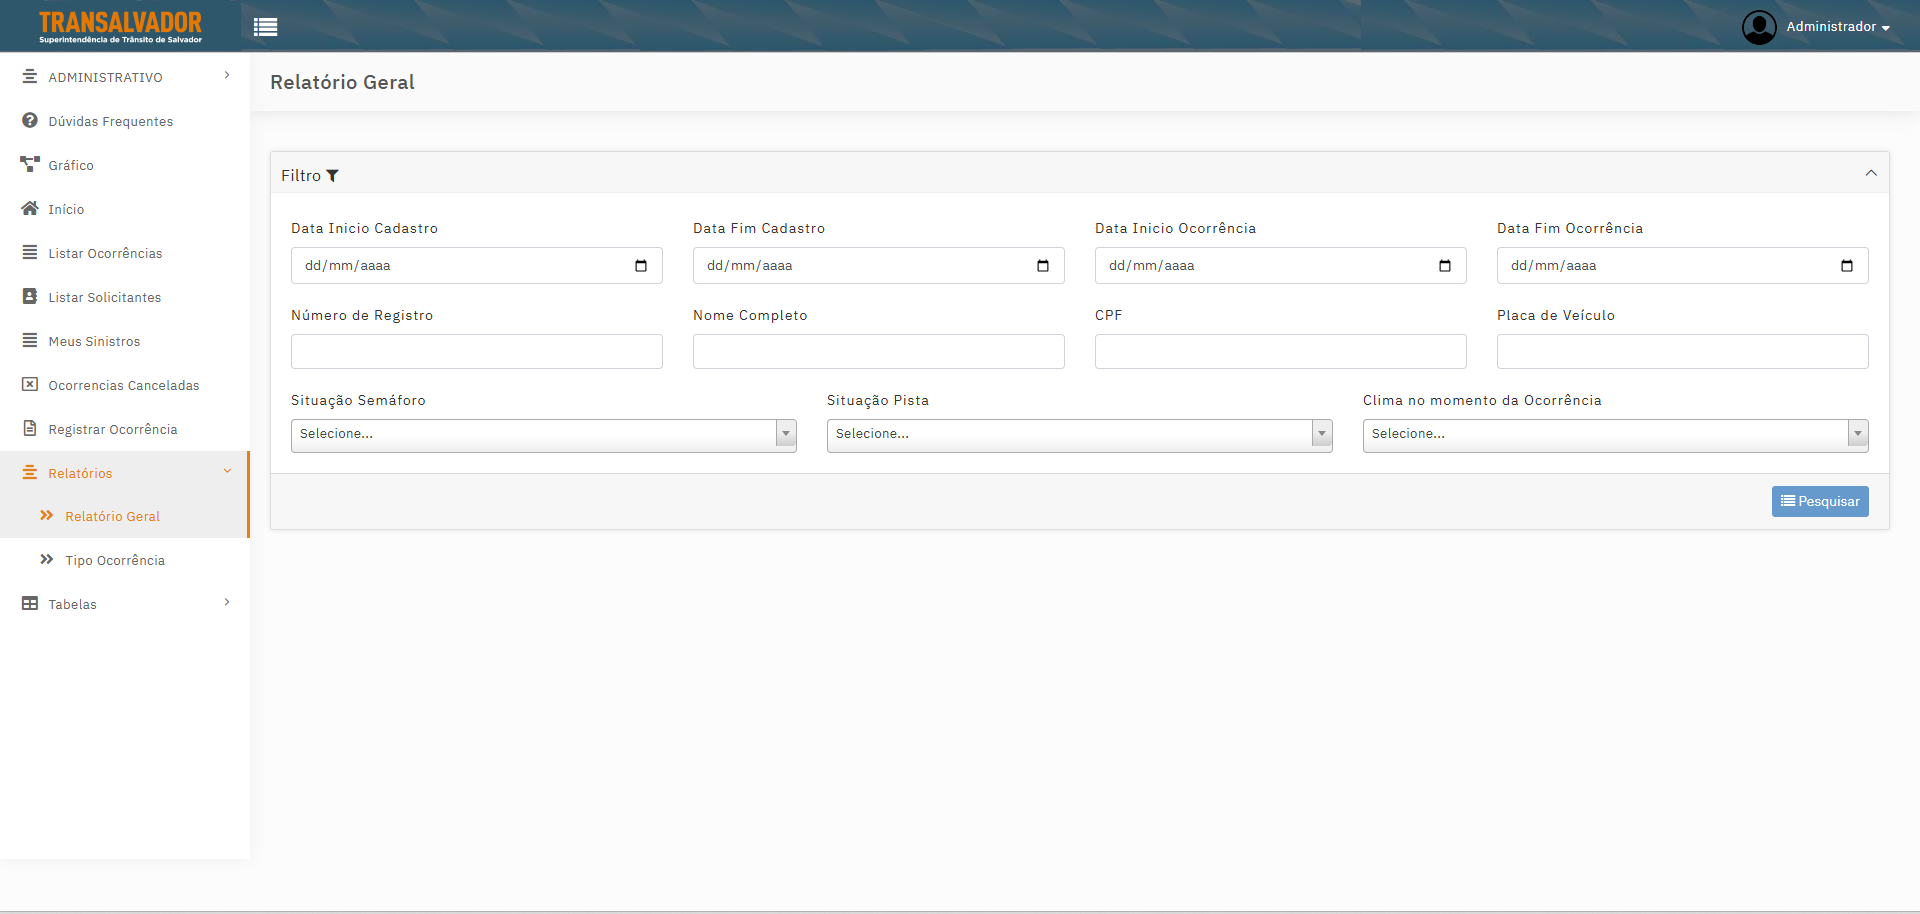 TRANSALVADOR
Superintendência de Trânsito de Salvador
Administrador
ADMINISTRATIVO
Dúvidas Frequentes
Gráfico
Início
Listar Ocorrências
Listar Solicitantes
Meus Sinistros
Ocorrencias Canceladas
Registrar Ocorrência
Relatórios
Relatório Geral
Tipo Ocorrência
Tabelas
Relatório Geral
Filtro
Data Inicio Cadastro Data Fim Cadastro Data Inicio Ocorrência Data Fim Ocorrência
dd/mm/aaaa dd/mm/aaaa dd/mm/aaaa dd/mm/aaaa
Número de Registro Nome Completo CPF Placa de Veículo
Situação Semáforo Situação Pista Clima no momento da Ocorrência
Selecione... Selecione... Selecione...
Pesquisar